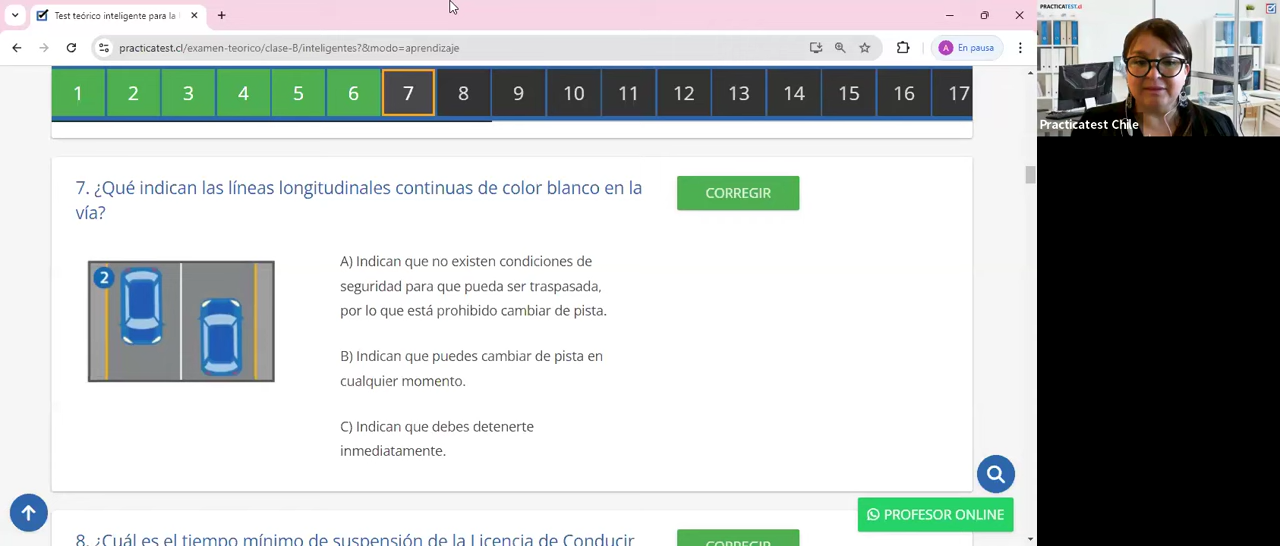 Test teórico inteligente para la
practicatest.cl/examen-teorico/clase-B/inteligentes?&modo=aprendizaje
A
En pausa
PRACTICATEST.cl
Practicatest Chile
1 2 3 4 5 6 7 8 9 10 11 12 13 14 15 16 17
7. ¿Qué indican las líneas longitudinales continuas de color blanco en la
vía?
CORREGIR
2
A) Indican que no existen condiciones de
seguridad para que pueda ser traspasada,
por lo que está prohibido cambiar de pista.
B) Indican que puedes cambiar de pista en
cualquier momento.
C) Indican que debes detenerte
inmediatamente.
PROFESOR ONLINE
8. ¿Cuál es el tiempo mínimo de suspensión de la Licencia de Conducir
CORREGIR